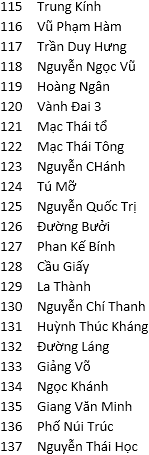 115 Trung Kính
116 Vũ Phạm Hàm
117 Trần Duy Hưng
118 Nguyễn Ngọc Vũ
119 Hoàng Ngân
120 Vành Đai 3
121 Mạc Thái tổ
122 Mạc Thái Tông
123 Nguyễn CHánh
124 Tú Mỡ
125 Nguyễn Quốc Trị
126 Đường Bưởi
127 Phan Kế Bính
128 Cầu Giấy
129 La Thành
130 Nguyễn Chí Thanh
131 Huỳnh Thúc Kháng
132 Đường Láng
133 Giảng Võ
134 Ngọc Khánh
135 Giang Văn Minh
136 Phố Núi Trúc
137 Nguyễn Thái Học